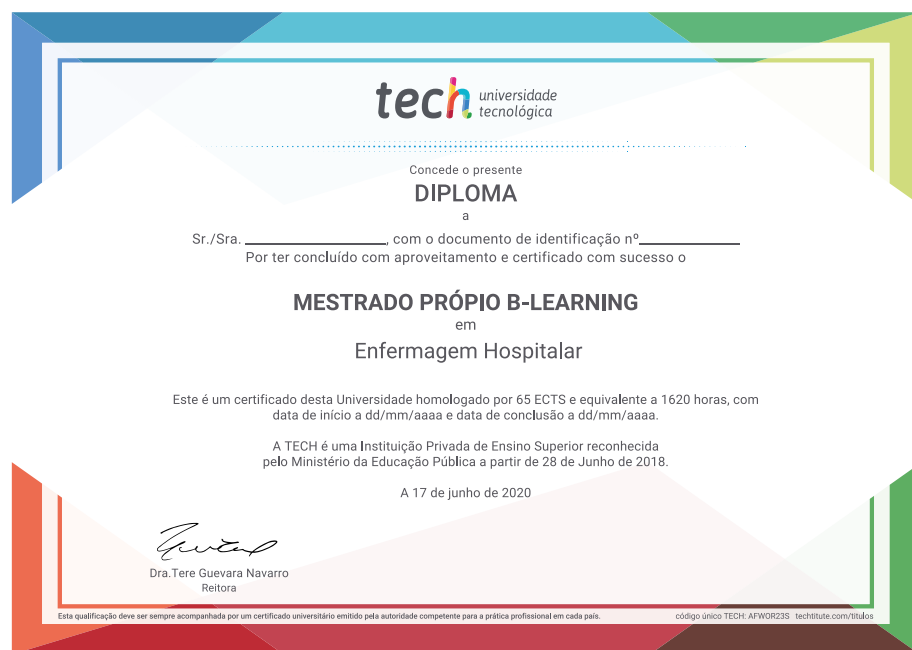 tech universidade
tecnológica
Concede o presente
DIPLOMA
a
Sr./Sra. ________________, com o documento de identificação nº____________
Por ter concluído com aproveitamento e certificado com sucesso o
MESTRADO PRÓPIO B-LEARNING
em
Enfermagem Hospitalar
Este é um certificado desta Universidade homologado por 65 ECTS e equivalente a 1620 horas, com
data de início a dd/mm/aaaa e data de conclusão a dd/mm/aaaa.
A TECH é uma Instituição Privada de Ensino Superior reconhecida
pelo Ministério da Educação Pública a partir de 28 de Junho de 2018.
A 17 de junho de 2020
Dra.Tere Guevara Navarro
Reitora
Esta qualificação deve ser sempre acompanhada por um certificado universitário emitido pela autoridade competente para a prática profissional em cada país.
código único TECH: AFWOR23S techtitute.com/titulos